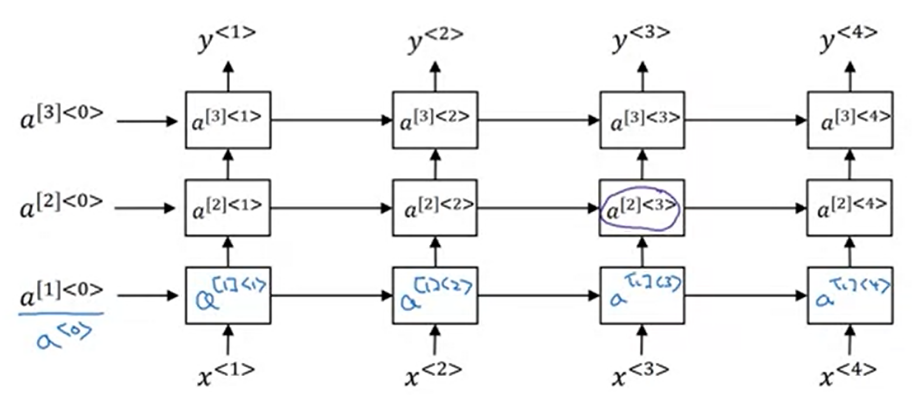 y<1> y<2> y<3> y<4>
a[3]<0> a[3]<1> a[3]<2> a[3]<3> a[3]<4>
a[2]<0> a[2]<1> a[2]<2> a[2]<3> a[2]<4>
a[1]<0> a[1]<1> a[1]<2> a[1]<3> a[1]<4>
a<0>
x<1> x<2> x<3> x<4>